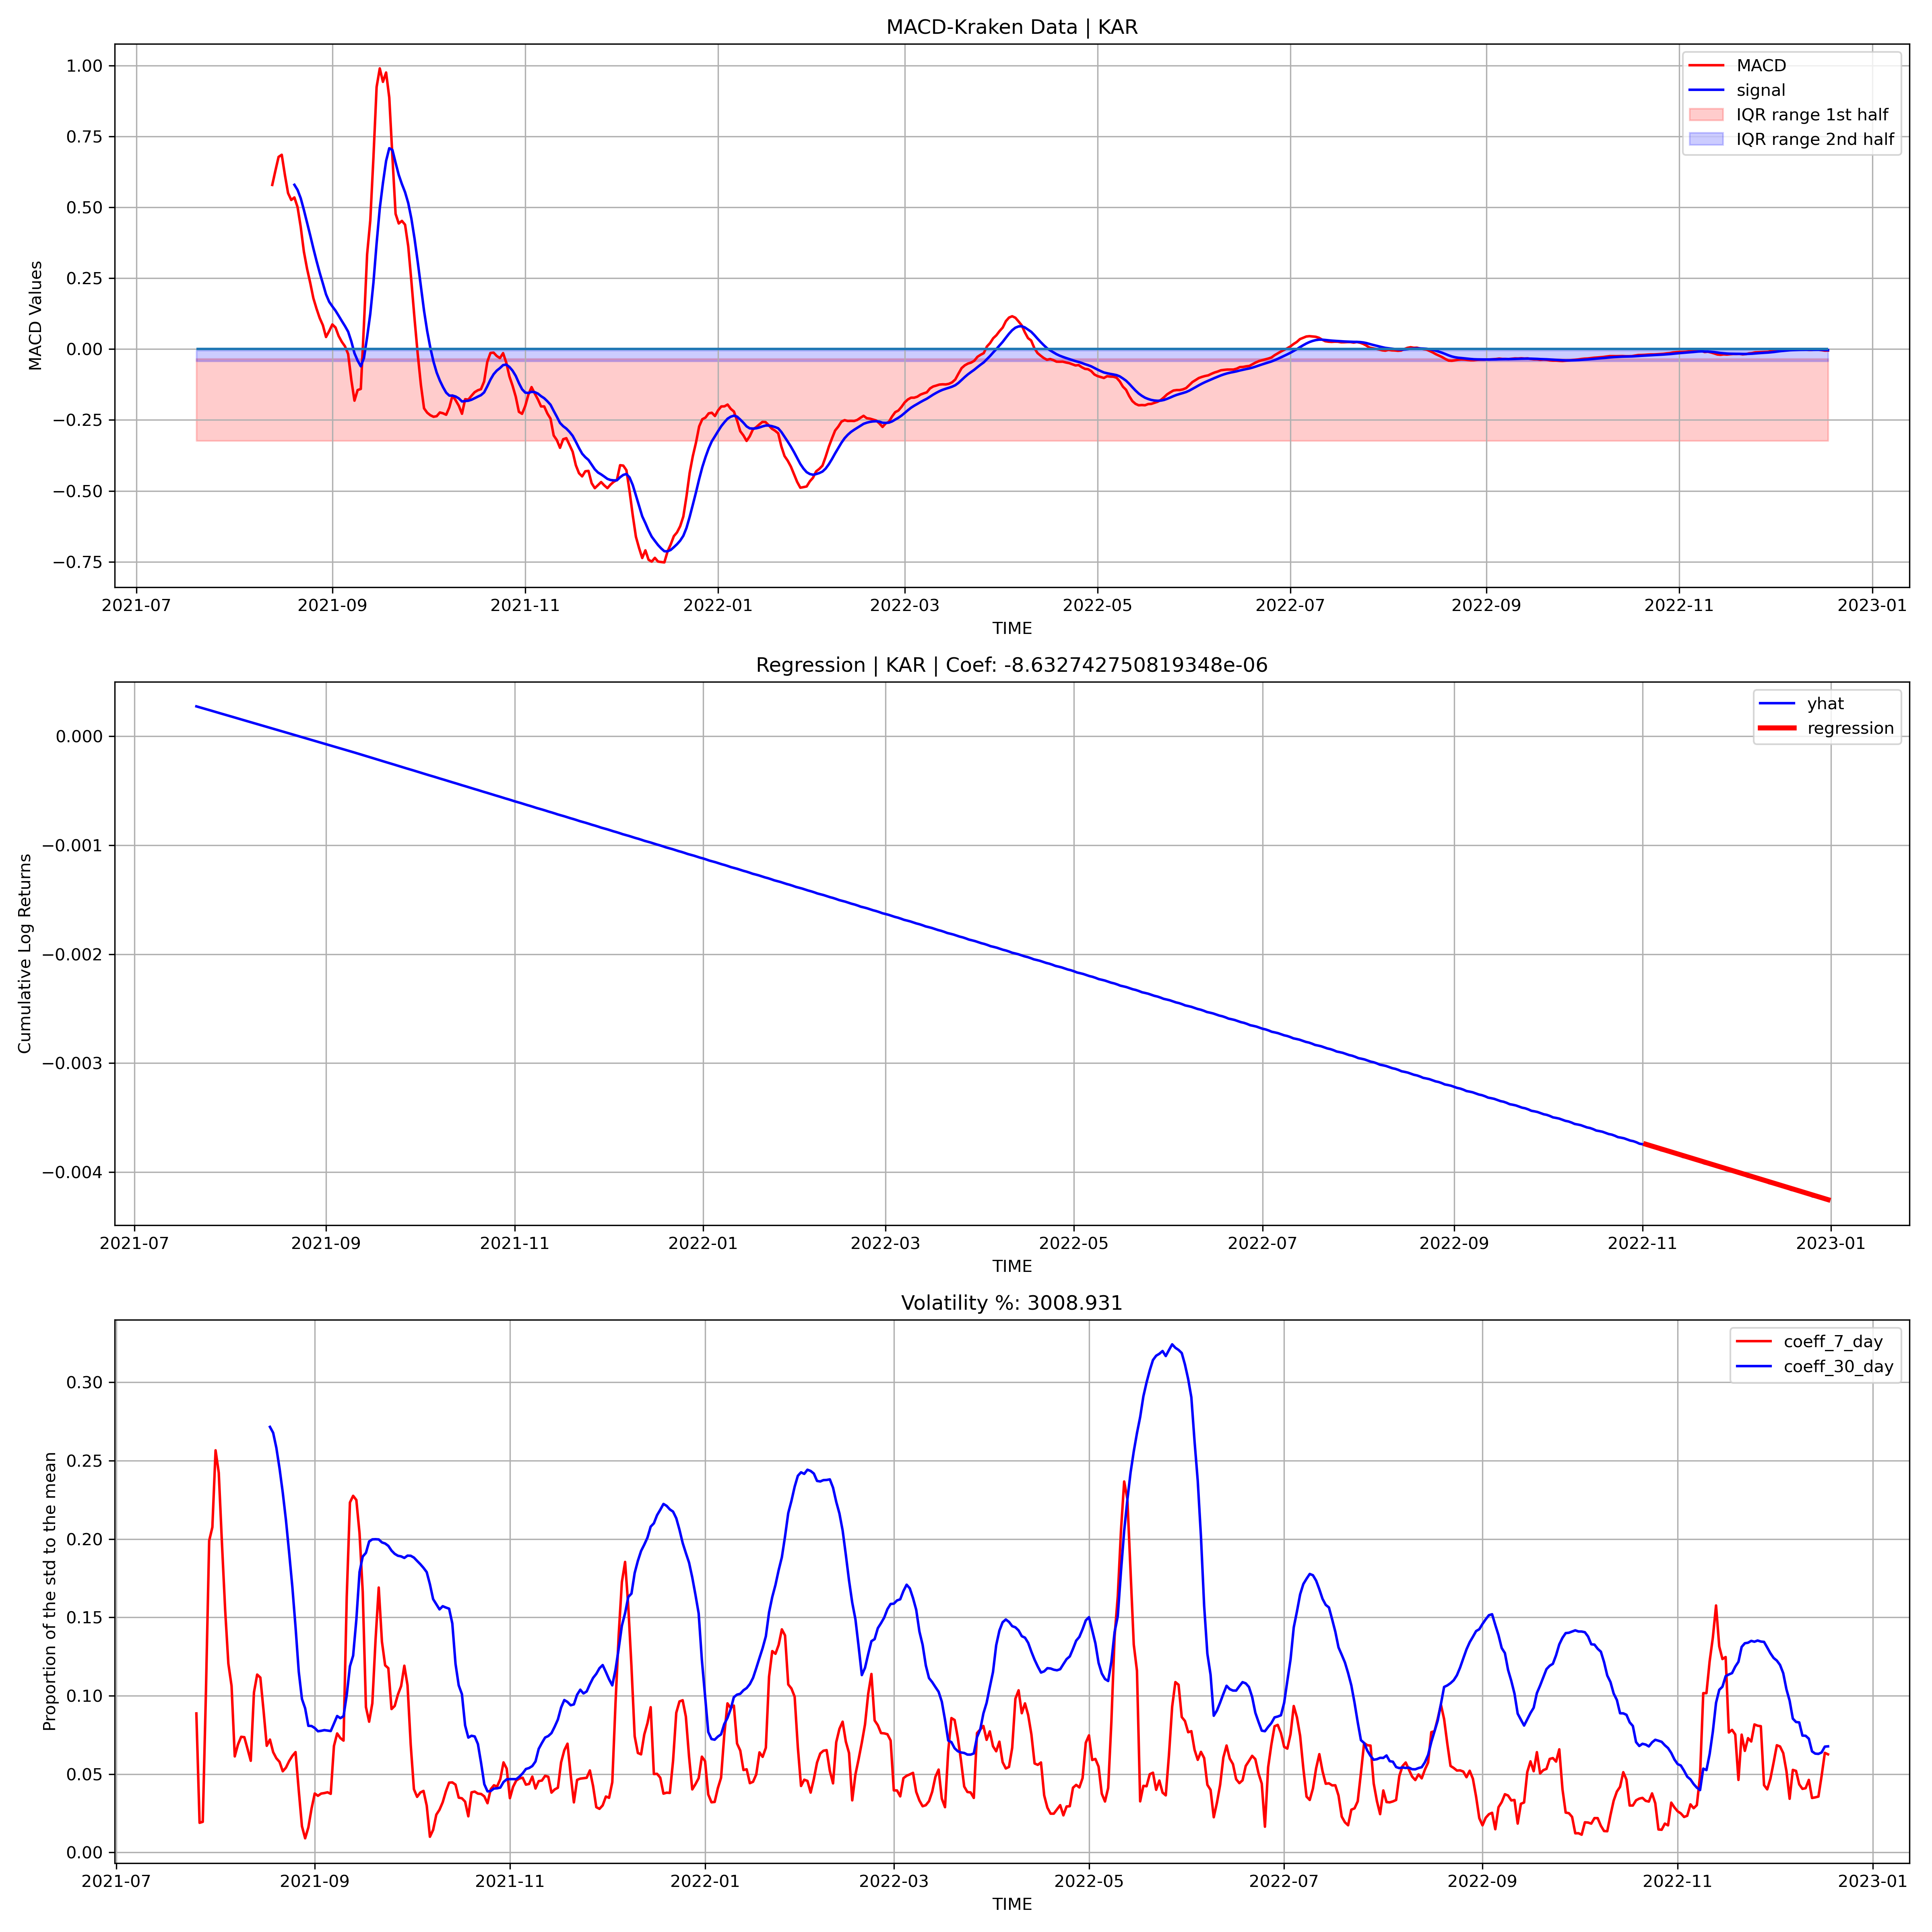 MACD-Kraken Data | KAR
MACD Values
1.00
0.75
0.50
0.25
0.00
−0.25
−0.50
−0.75
MACD
signal
IQR range 1st half
IQR range 2nd half
2021-07 2021-09 2021-11 2022-01 2022-03 2022-05 2022-07 2022-09 2022-11 2023-01
TIME
Regression | KAR | Coef: -8.632742750819348e-06
Cumulative Log Returns
0.000
−0.001
−0.002
−0.003
−0.004
yhat
regression
2021-07 2021-09 2021-11 2022-01 2022-03 2022-05 2022-07 2022-09 2022-11 2023-01
TIME
Volatility %: 3008.931
Proportion of the std to the mean
0.30
0.25
0.20
0.15
0.10
0.05
0.00
coeff_7_day
coeff_30_day
2021-07 2021-09 2021-11 2022-01 2022-03 2022-05 2022-07 2022-09 2022-11 2023-01
TIME